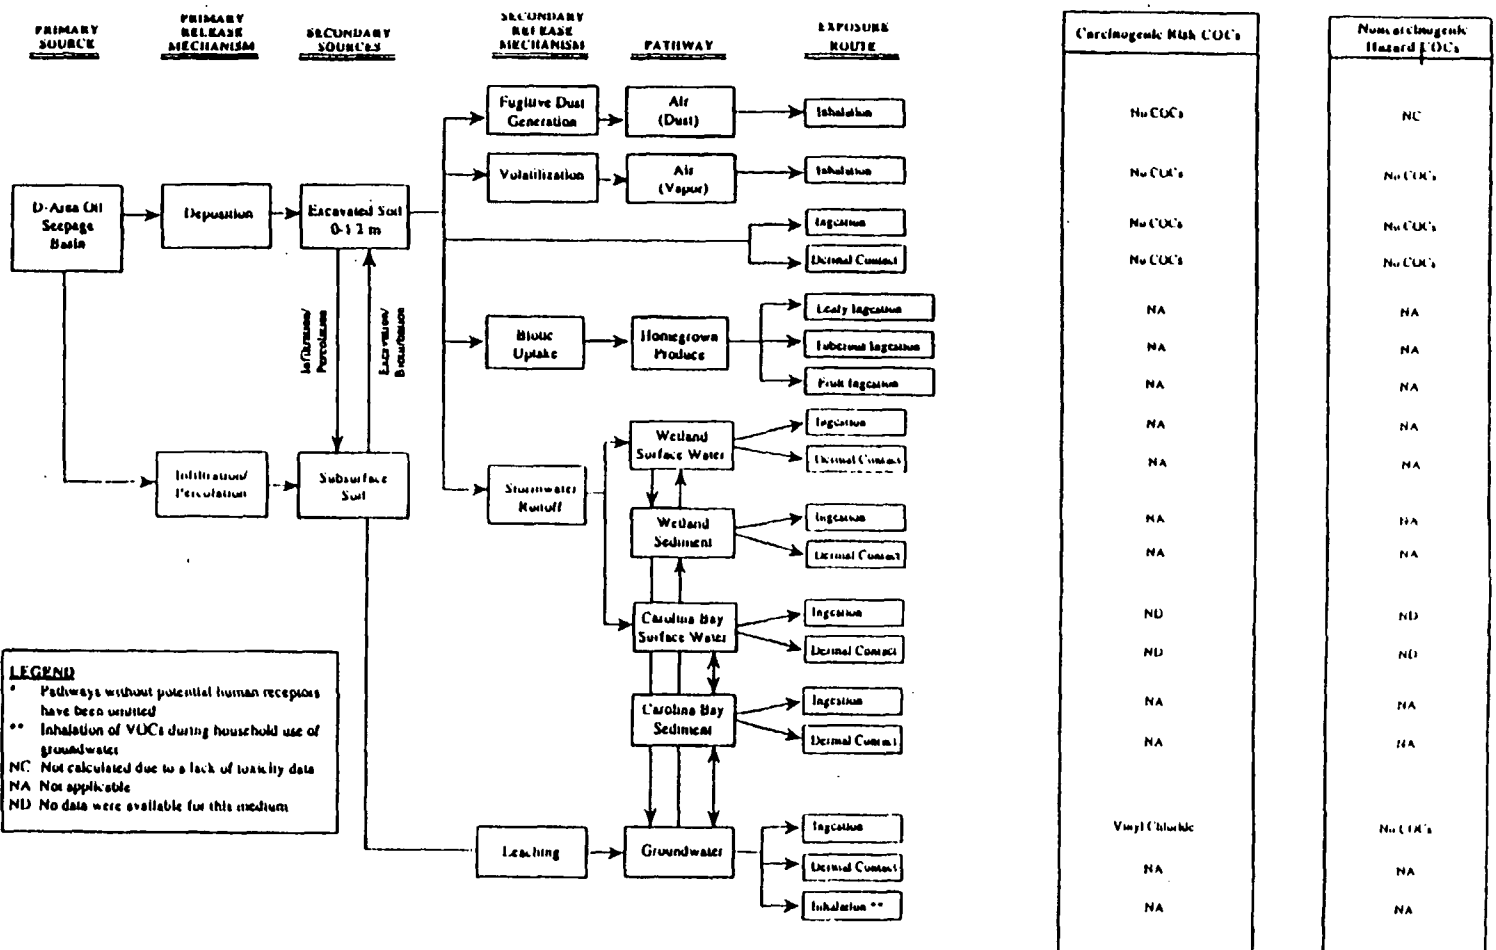 PRIMARY
SOURCE
PRIMARY
RELEASE
MECHANISM
SECONDARY
SOURCES
SECONDARY
RELEASE
MECHANISM
PATHWAY
EXPOSURE
ROUTE
Carcinogenic Risk COCs
Noncarcinogenic
Hazard COCs
D-Area Oil
Seepage
Basin
Deposition
Excavated Soil
0-1.2 m
Infiltration/
Percolation
Excavation/
Bioturbation
Infiltration/
Percolation
Subsurface
Soil
Fugitive Dust
Generation
Air
(Dust)
Inhalation
No COCs
NC
Volatilization
Air
(Vapor)
Inhalation
No COCs
No COCs
Ingestion
No COCs
No COCs
Dermal Contact
No COCs
No COCs
Biotic
Uptake
Homegrown
Produce
Leafy Ingestion
NA
NA
Tuberous Ingestion
NA
NA
Fruit Ingestion
NA
NA
Stormwater
Runoff
Wetland
Surface Water
Ingestion
NA
NA
Dermal Contact
NA
NA
Wetland
Sediment
Ingestion
NA
NA
Dermal Contact
NA
NA
Carolina Bay
Surface Water
Ingestion
ND
ND
Dermal Contact
ND
ND
Carolina Bay
Sediment
Ingestion
NA
NA
Dermal Contact
NA
NA
Leaching
Groundwater
Ingestion
Vinyl Chloride
No COCs
Dermal Contact
NA
NA
Inhalation **
NA
NA
LEGEND
* Pathways without potential human receptors
have been omitted
** Inhalation of VOCs during household use of
groundwater
NC Not calculated due to a lack of toxicity data
NA Not applicable
ND No data were available for this medium